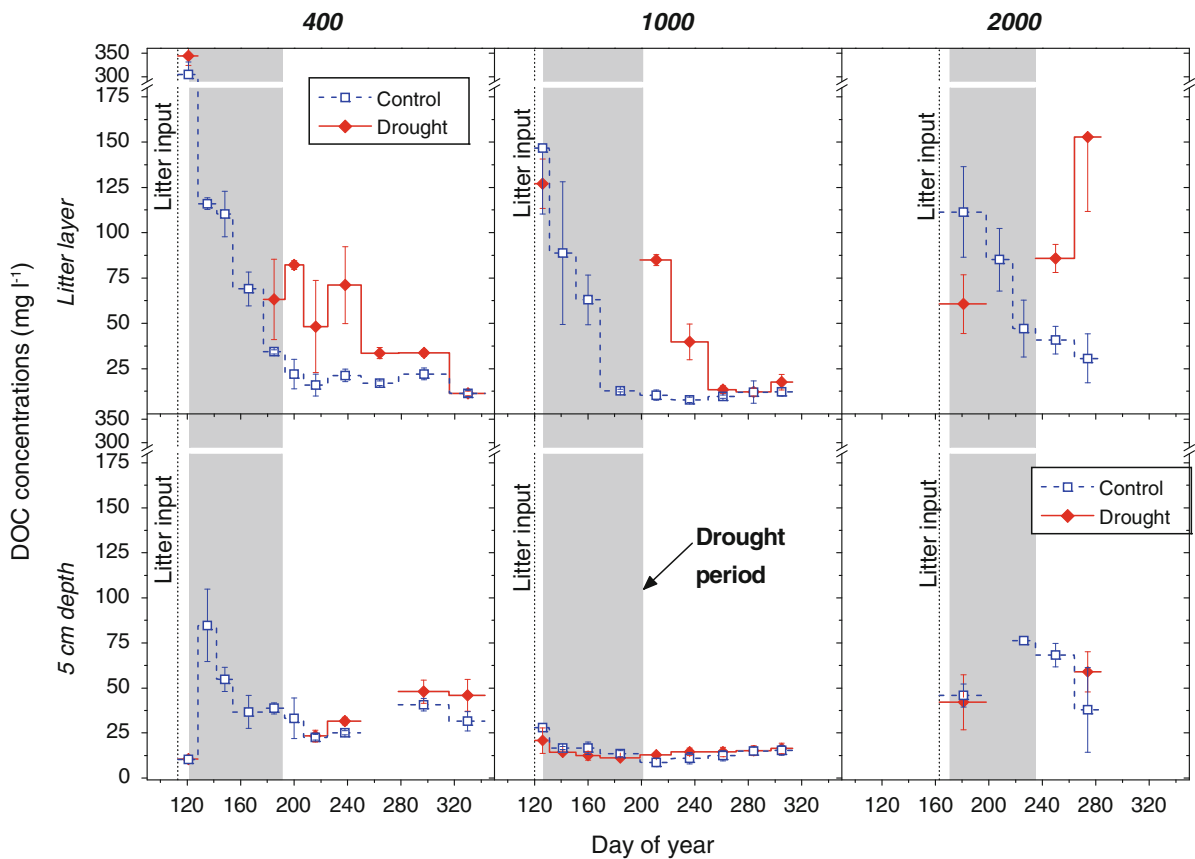 400 1000 2000
DOC concentrations (mg l-1)
Litter layer
350
300
175
150
125
100
75
50
25
Litter input
Control
Drought
Litter input
Litter input
5 cm depth
350
300
175
150
125
100
75
50
25
0
Litter input
Litter input
Drought
period
Litter input
Control
Drought
120 160 200 240 280 320 120 160 200 240 280 320 120 160 200 240 280 320
Day of year